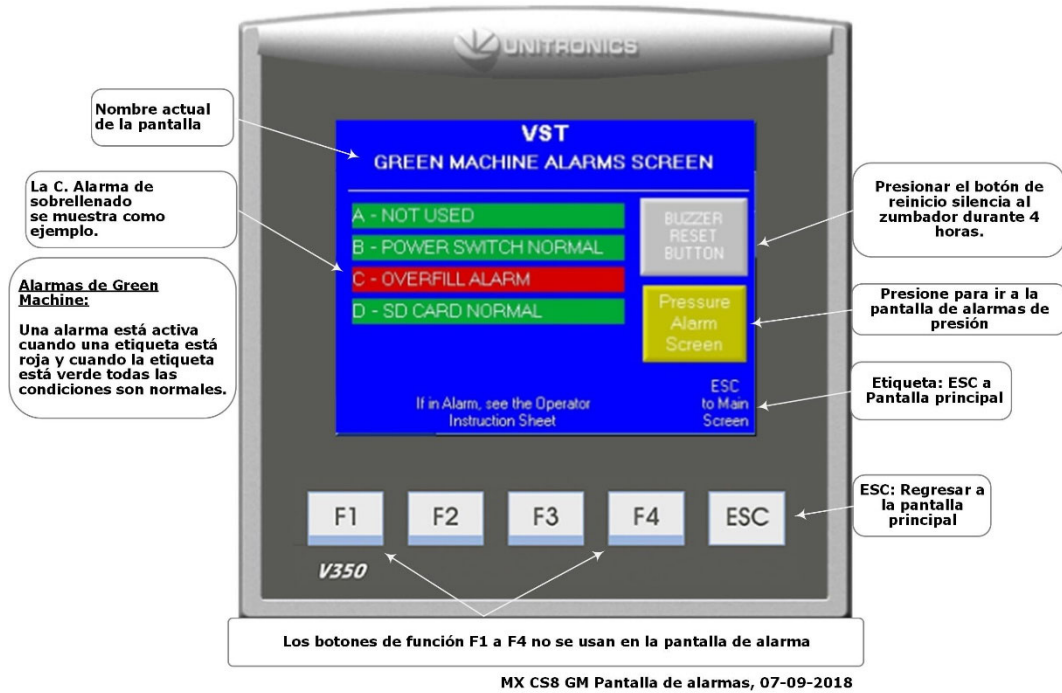 UNITRONICS
Nombre actual
de la pantalla
VST
GREEN MACHINE ALARMS SCREEN
La C. Alarma de
sobrellenado
se muestra como
ejemplo.
Alarmas de Green
Machine:
Una alarma está activa
cuando una etiqueta está
roja y cuando la etiqueta
está verde todas las
condiciones son normales.
A - NOT USED
B - POWER SWITCH NORMAL
C - OVERFILL ALARM
D - SD CARD NORMAL
BUZZER
RESET
BUTTON
Pressure
Alarm
Screen
If in Alarm, see the Operator
Instruction Sheet
ESC
to Main
Screen
Presionar el botón de
reinicio silencia al
zumbador durante 4
horas.
Presione para ir a la
pantalla de alarmas de
presión
Etiqueta: ESC a
Pantalla principal
ESC: Regresar a
la pantalla
principal
F1
F2
F3
F4
ESC
V350
Los botones de función F1 a F4 no se usan en la pantalla de alarma
MX CS8 GM Pantalla de alarmas, 07-09-2018